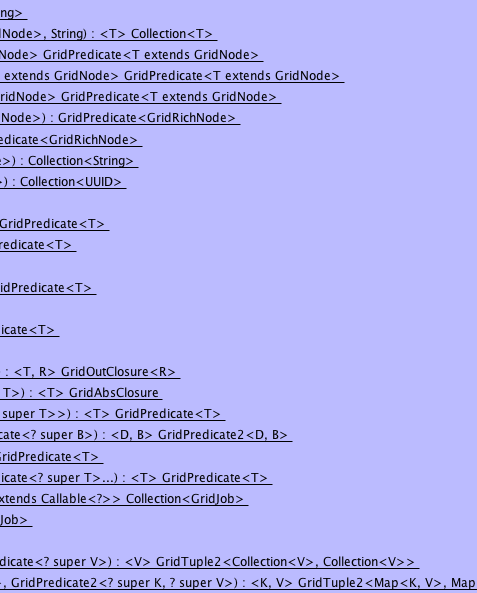 ng>
dNode>, String) : <T> Collection<T>
Node> GridPredicate<T extends GridNode>
extends GridNode> GridPredicate<T extends GridNode>
ridNode> GridPredicate<T extends GridNode>
Node>) : GridPredicate<GridRichNode>
edicate<GridRichNode>
e>) : Collection<String>
>) : Collection<UUID>
GridPredicate<T>
redicate<T>
idPredicate<T>
icate<T>
: <T, R> GridOutClosure<R>
T>) : <T> GridAbsClosure
super T>>) : <T> GridPredicate<T>
cate<? super B>) : <D, B> GridPredicate2<D, B>
GridPredicate<T>
icate<? super T>...) : <T> GridPredicate<T>
xtends Callable<?>> Collection<GridJob>
Job>
dicate<? super V>) : <V> GridTuple2<Collection<V>, Collection<V>>
>, GridPredicate2<? super K, ? super V>) : <K, V> GridTuple2<Map<K, V>, Map